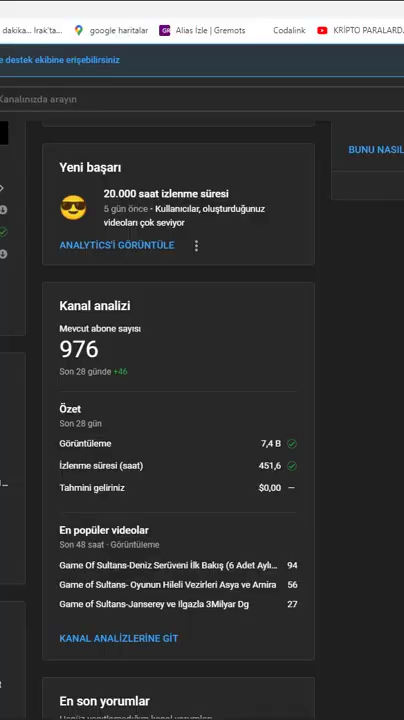 dakika... Irak'ta...
google haritalar
GR
Alias İzle | Gremots
Codalink
KRİPTO PARALARD
e destek ekibine erişebilirsiniz
Kanalınızda arayın
BUNU NASIL
Yeni başarı
20.000 saat izlenme süresi
5 gün önce • Kullanıcılar, oluşturduğunuz
videoları çok seviyor
ANALYTICS'İ GÖRÜNTÜLE
Kanal analizi
Mevcut abone sayısı
976
Son 28 günde +46
Özet
Son 28 gün
Görüntüleme 7,4 B
İzlenme süresi (saat) 451,6
Tahmini geliriniz $0,00 —
En popüler videolar
Son 48 saat · Görüntüleme
Game Of Sultans-Deniz Serüveni İlk Bakış (6 Adet Aylı... 94
Game Of Sultans- Oyunun Hileli Vezirleri Asya ve Amira 56
Game Of Sultans-Janserey ve Ilgazla 3Milyar Dg 27
KANAL ANALİZLERİNE GİT
En son yorumlar